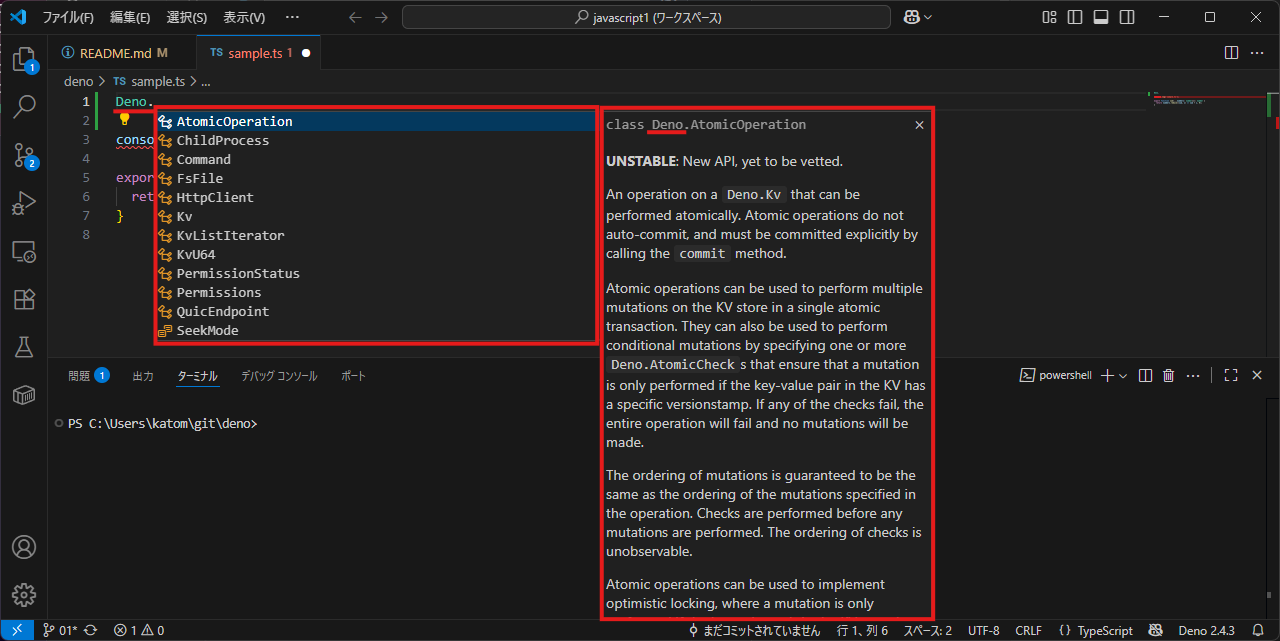 ファイル(F) 編集(E) 選択(S) 表示(V) ··· javascript1 (ワークスペース)
README.md M TS sample.ts 1
deno > TS sample.ts > ...
1 Deno.
2
3 conso
4
5 expor
6 ret
7 }
8
AtomicOperation
ChildProcess
Command
FsFile
HttpClient
Kv
KvListIterator
KvU64
PermissionStatus
Permissions
QuicEndpoint
SeekMode
class Deno.AtomicOperation
UNSTABLE: New API, yet to be vetted.
An operation on a Deno.Kv that can be
performed atomically. Atomic operations do not
auto-commit, and must be committed explicitly by
calling the commit method.
Atomic operations can be used to perform multiple
mutations on the KV store in a single atomic
transaction. They can also be used to perform
conditional mutations by specifying one or more
Deno.AtomicCheck s that ensure that a mutation
is only performed if the key-value pair in the KV has
a specific versionstamp. If any of the checks fail, the
entire operation will fail and no mutations will be
made.
The ordering of mutations is guaranteed to be the
same as the ordering of the mutations specified in
the operation. Checks are performed before any
mutations are performed. The ordering of checks is
unobservable.
Atomic operations can be used to implement
optimistic locking, where a mutation is only
1
2
問題 1 出力 ターミナル デバッグ コンソール ポート powershell
PS C:\Users\katom\git\deno>
01* 1 0 まだコミットされていません 行 1、列 6 スペース: 2 UTF-8 CRLF {} TypeScript Deno 2.4.3